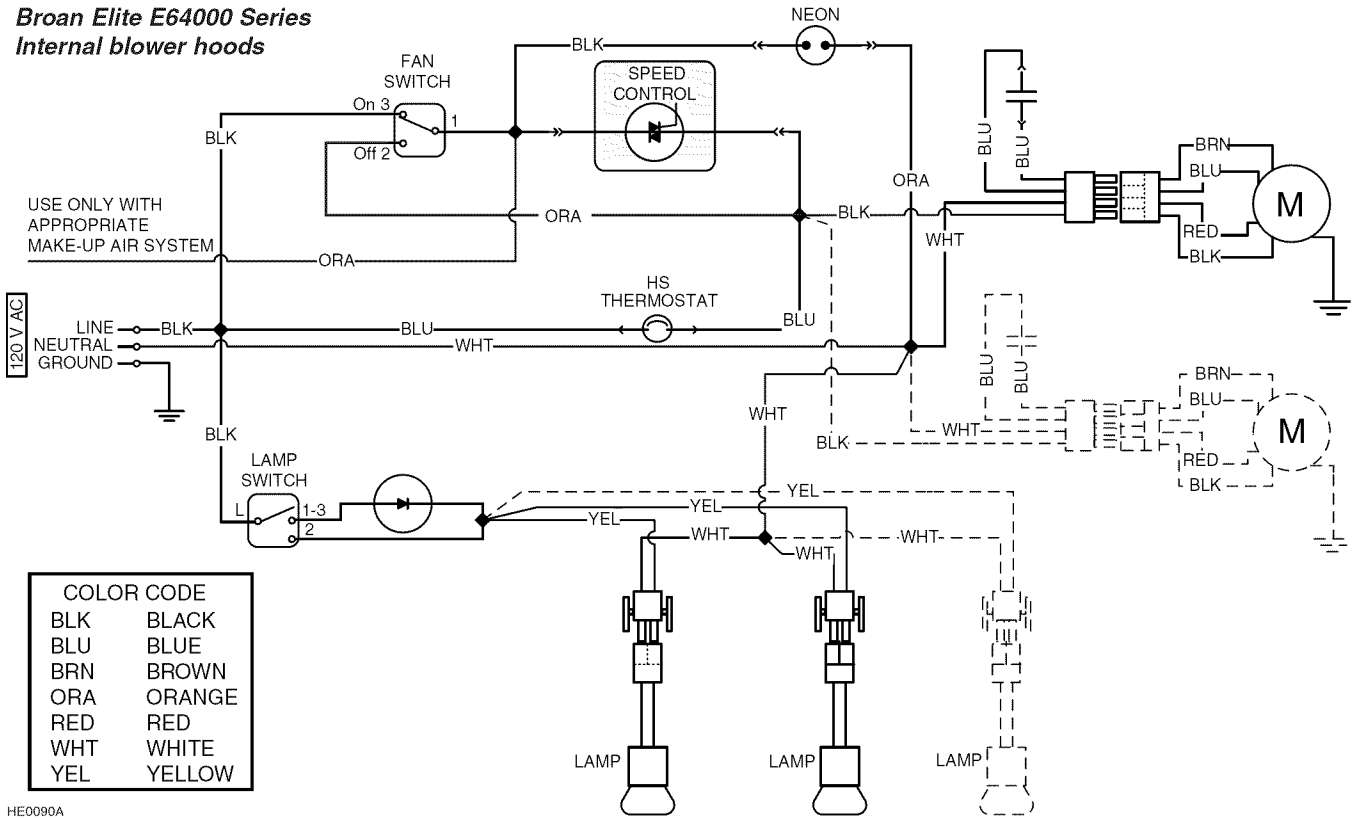 Broan Elite E64000 Series
Internal blower hoods
NEON
BLK
FAN
SWITCH
SPEED
CONTROL
On 3
1
BLK
Off 2
BLU
BLU
BRN
BLU
M
ORA
USE ONLY WITH
APPROPRIATE
MAKE-UP AIR SYSTEM
ORA
BLK
WHT
RED
BLK
ORA
HS
THERMOSTAT
120 V AC
LINE
BLK
BLU
BLU
NEUTRAL
WHT
GROUND
BLU
BLU
BRN
BLU
M
WHT
BLK
WHT
BLK
RED
BLK
LAMP
SWITCH
L
1-3
2
YEL
YEL
YEL
WHT
WHT
WHT
COLOR CODE
BLK BLACK
BLU BLUE
BRN BROWN
ORA ORANGE
RED RED
WHT WHITE
YEL YELLOW
LAMP
LAMP
LAMP
HE0090A